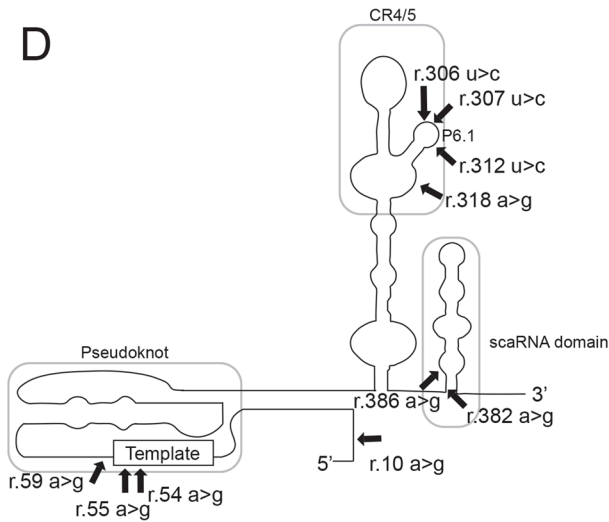 D
CR4/5
r.306 u>c
r.307 u>c
P6.1
r.312 u>c
r.318 a>g
scaRNA domain
Pseudoknot
r.386 a>g
3’
r.382 a>g
Template
5’
r.10 a>g
r.59 a>g
r.54 a>g
r.55 a>g